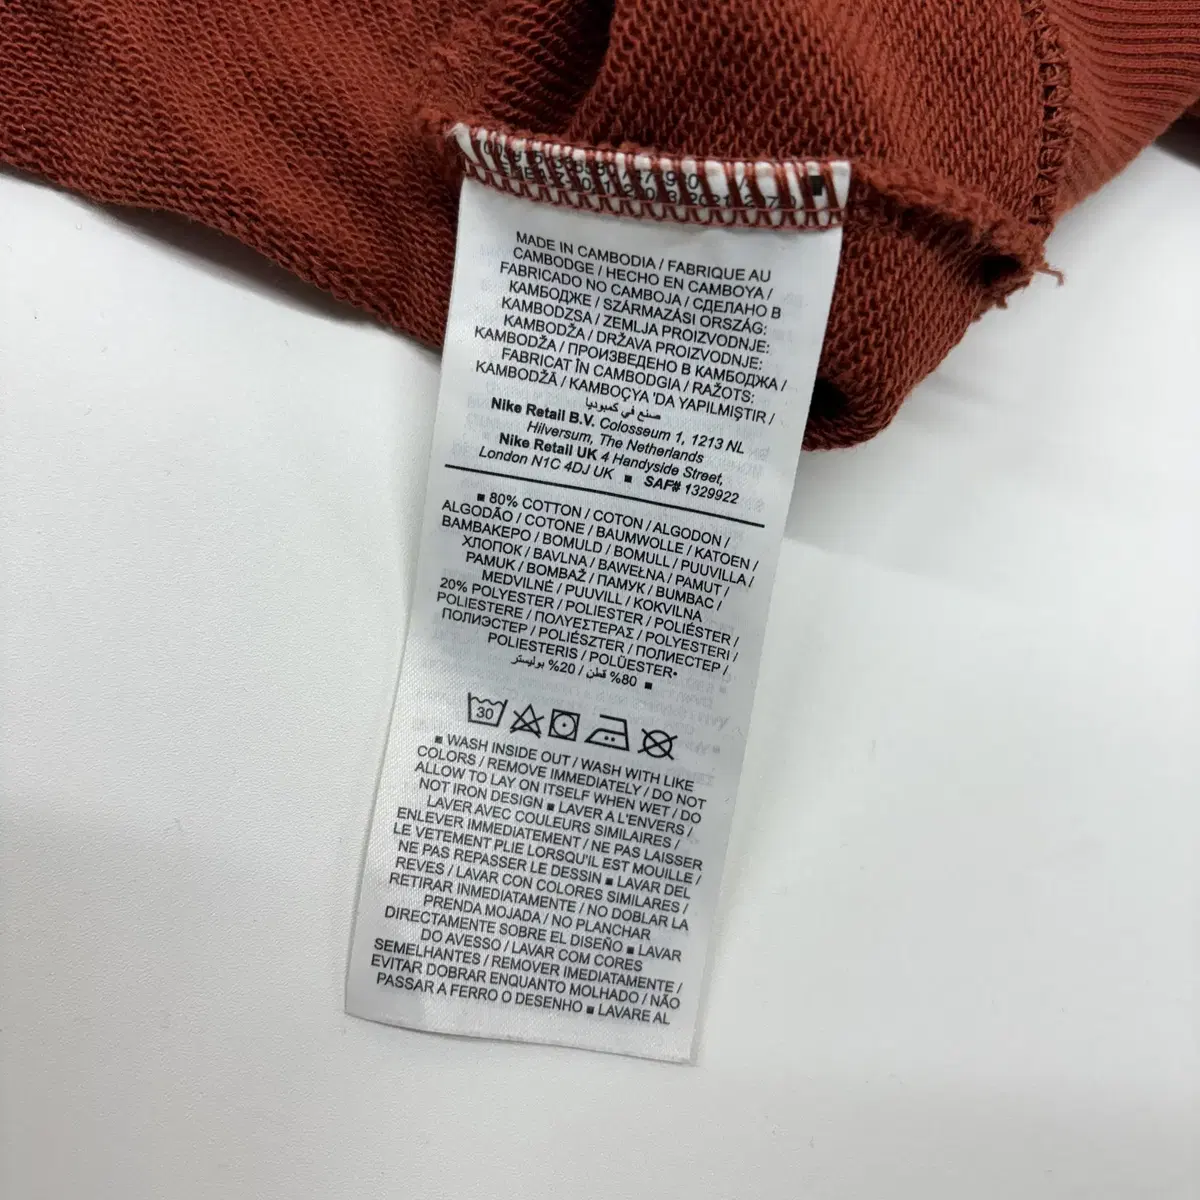 MADE IN CAMBODIA / FABRIQUE AU
CAMBODGE / HECHO EN CAMBOYA /
FABRICADO NO CAMBOJA / СДЕЛАНО В
КАМБОДЖЕ / SZÁRMAZÁSI ORSZÁG:
KAMBODZSA / ZEMLJA PROIZVODNJE:
KAMBODŽA / DRŽAVA PROIZVODNJE:
KAMBODŽA / ПРОИЗВЕДЕНО В КАМБОДЖА /
FABRICAT ÎN CAMBODGIA / RAŽOTS:
KAMBODŽĀ / KAMBOÇYA 'DA YAPILMIŞTIR /
صنع في كمبوديا
Nike Retail B.V. Colosseum 1, 1213 NL
Hilversum, The Netherlands
Nike Retail UK 4 Handyside Street,
London N1C 4DJ UK ■ SAF# 1329922
■ 80% COTTON / COTON / ALGODON /
ALGODÃO / COTONE / BAUMWOLLE / KATOEN /
ΒΑΜΒΑΚΕΡΟ / BOMULD / BOMULL / PUUVILLA /
ХЛОПОК / BAVLNA / BAWEŁNA / PAMUT /
PAMUK / BOMBAŽ / ПАМУК / BUMBAC /
MEDVILNĖ / PUUVILL / KOKVILNA
20% POLYESTER / POLIESTER / POLIÉSTER /
POLIESTERE / ΠΟΛΥΕΣΤΕΡΑΣ / POLYESTERI /
ПОЛИЭСТЕР / POLIÉSZTER / ПОЛИЕСТЕР /
POLIESTERIS / POLÜESTER•
80% قطن / 20% بوليستر ■
30
■ WASH INSIDE OUT / WASH WITH LIKE
COLORS / REMOVE IMMEDIATELY / DO NOT
ALLOW TO LAY ON ITSELF WHEN WET / DO
NOT IRON DESIGN ■ LAVER A L'ENVERS /
LAVER AVEC COULEURS SIMILAIRES /
ENLEVER IMMEDIATEMENT / NE PAS LAISSER
LE VETEMENT PLIE LORSQU'IL EST MOUILLE /
NE PAS REPASSER LE DESSIN ■ LAVAR DEL
REVES / LAVAR CON COLORES SIMILARES /
RETIRAR INMEDIATAMENTE / NO DOBLAR LA
PRENDA MOJADA / NO PLANCHAR
DIRECTAMENTE SOBRE EL DISEÑO ■ LAVAR
DO AVESSO / LAVAR COM CORES
SEMELHANTES / REMOVER IMEDIATAMENTE /
EVITAR DOBRAR ENQUANTO MOLHADO / NÃO
PASSAR A FERRO O DESENHO ■ LAVARE AL